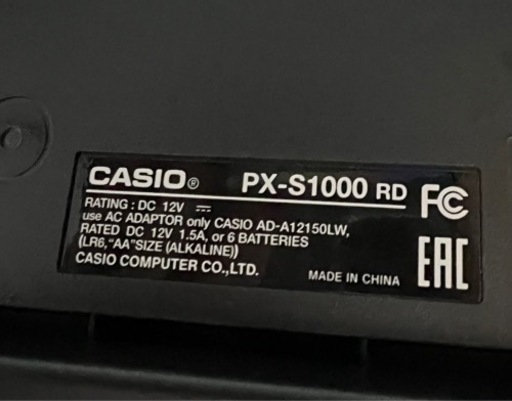 CASIO® PX-S1000 RD
RATING : DC 12V ⎓
use AC ADAPTOR only CASIO AD-A12150LW,
RATED DC 12V 1.5A, or 6 BATTERIES
(LR6,"AA"SIZE (ALKALINE))
CASIO COMPUTER CO.,LTD.
MADE IN CHINA
FC
EAC